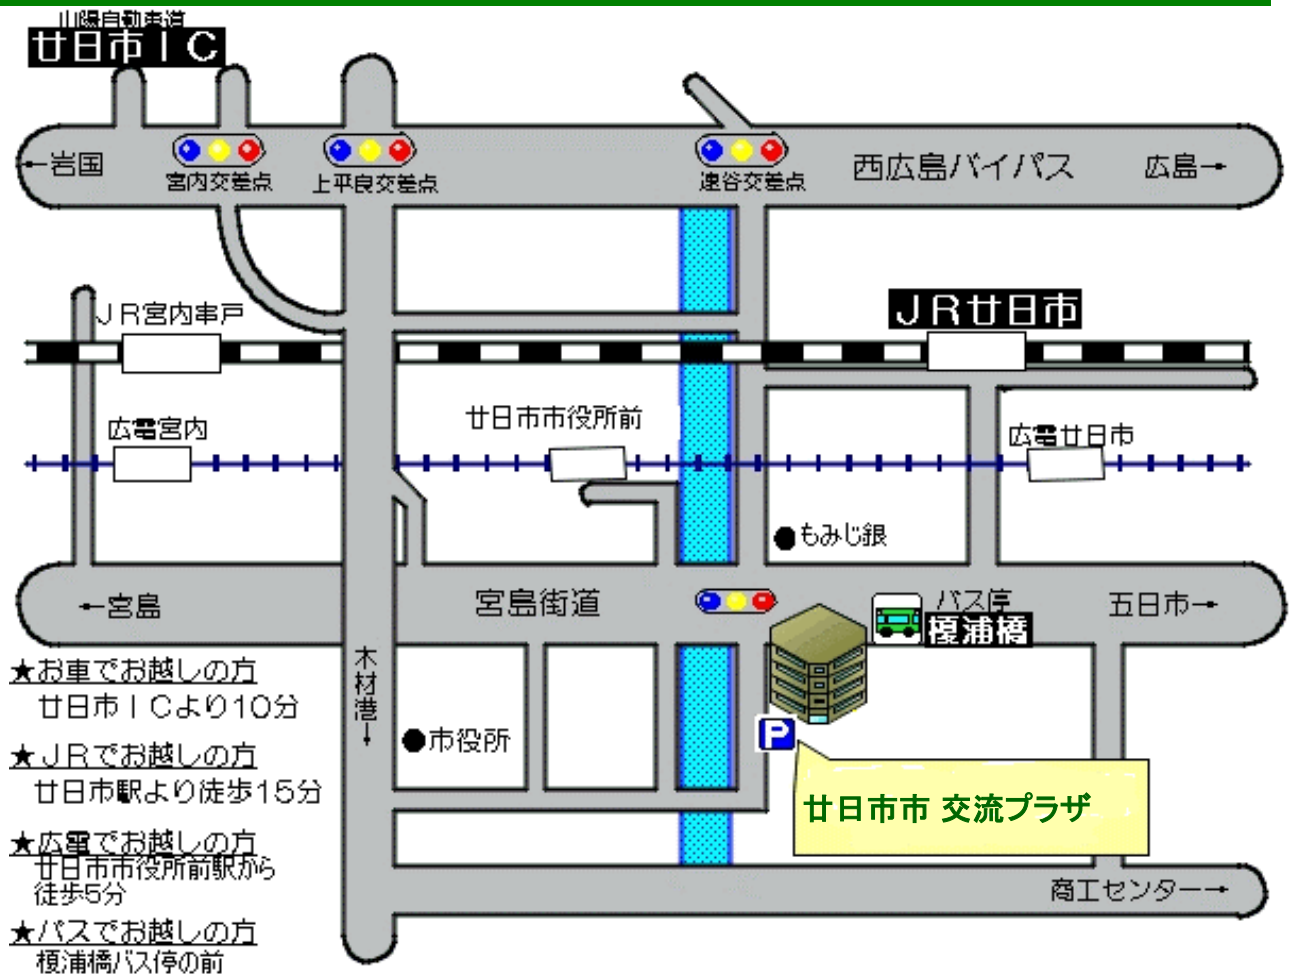 山陽自動車道
廿日市IC
←岩国
宮内交差点
上平良交差点
速谷交差点
西広島バイパス
広島→
JR宮内串戸
JR廿日市
広電宮内
廿日市市役所前
広電廿日市
●もみじ銀
←宮島
宮島街道
バス停
榎浦橋
五日市→
木材港→
●市役所
P
廿日市市 交流プラザ
商工センター→
★お車でお越しの方
廿日市ICより10分
★JRでお越しの方
廿日市駅より徒歩15分
★広電でお越しの方
廿日市市役所前駅から
徒歩5分
★バスでお越しの方
榎浦橋バス停の前